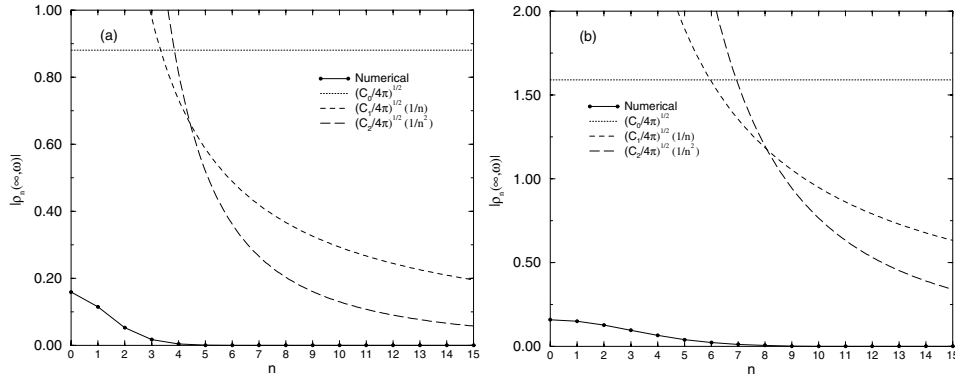 1.00
0.80
0.60
0.40
0.20
0.00
|ρₙ(∞,ω)|
(a)
Numerical
(C₀/4π)^1/2
(C₁/4π)^1/2 (1/n)
(C₂/4π)^1/2 (1/n²)
0 1 2 3 4 5 6 7 8 9 10 11 12 13 14 15
n
2.00
1.50
1.00
0.50
0.00
|ρₙ(∞,ω)|
(b)
Numerical
(C₀/4π)^1/2
(C₁/4π)^1/2 (1/n)
(C₂/4π)^1/2 (1/n²)
0 1 2 3 4 5 6 7 8 9 10 11 12 13 14 15
n